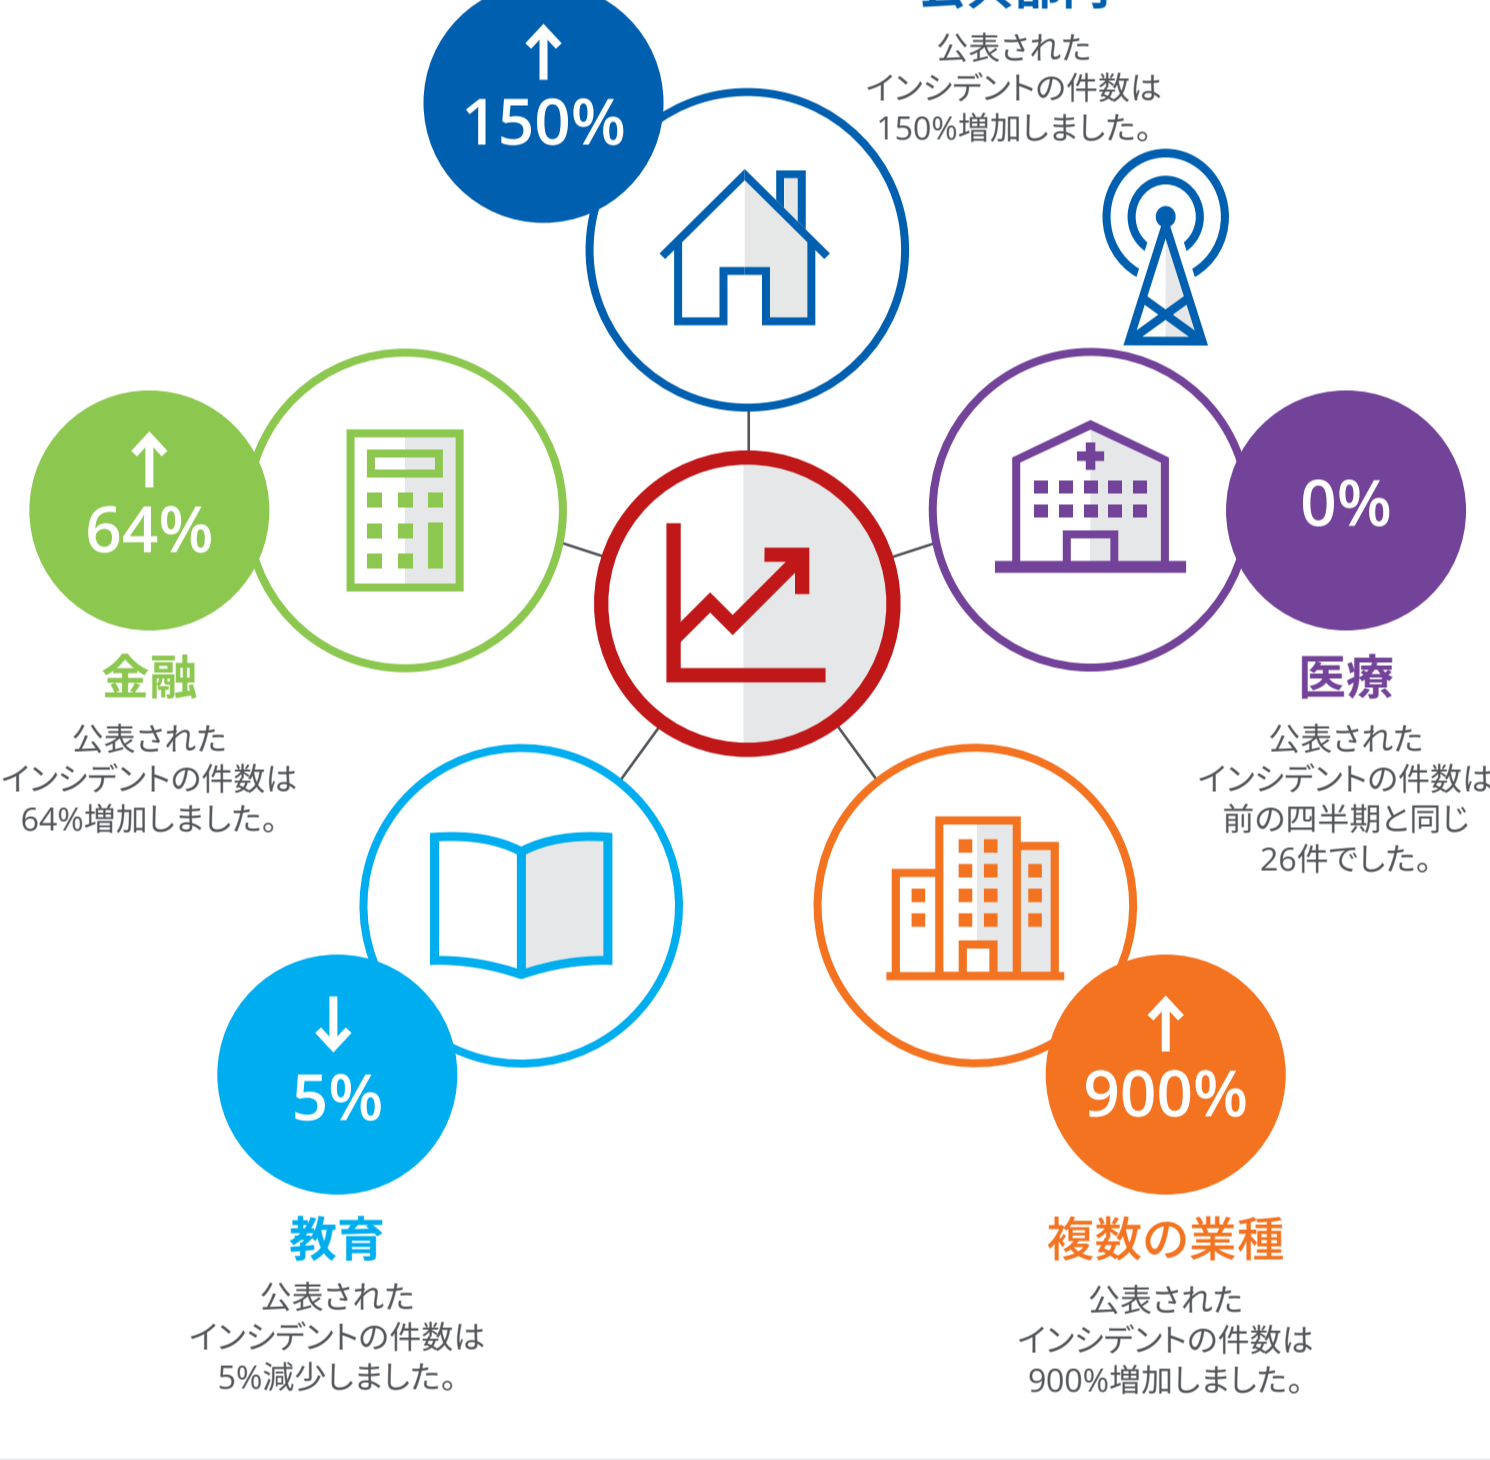 150%
公表された
インシデントの件数は
150%増加しました。
64%
金融
公表された
インシデントの件数は
64%増加しました。
0%
医療
公表された
インシデントの件数は
前の四半期と同じ
26件でした。
5%
教育
公表された
インシデントの件数は
5%減少しました。
900%
複数の業種
公表された
インシデントの件数は
900%増加しました。